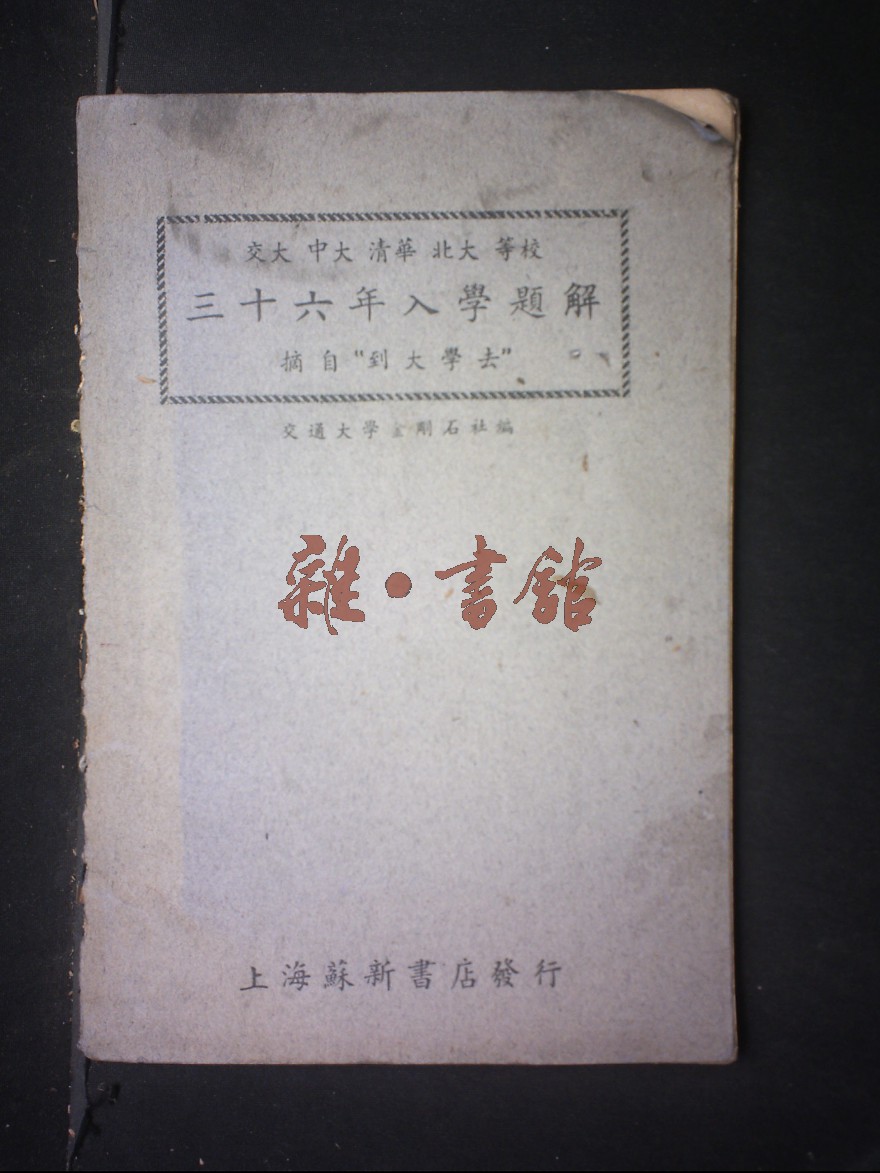 交大 中大 清華 北大 等校
三十六年入學題解
摘自"到大學去"
交通大學金剛石社編
雜·書館
上海蘇新書店發行